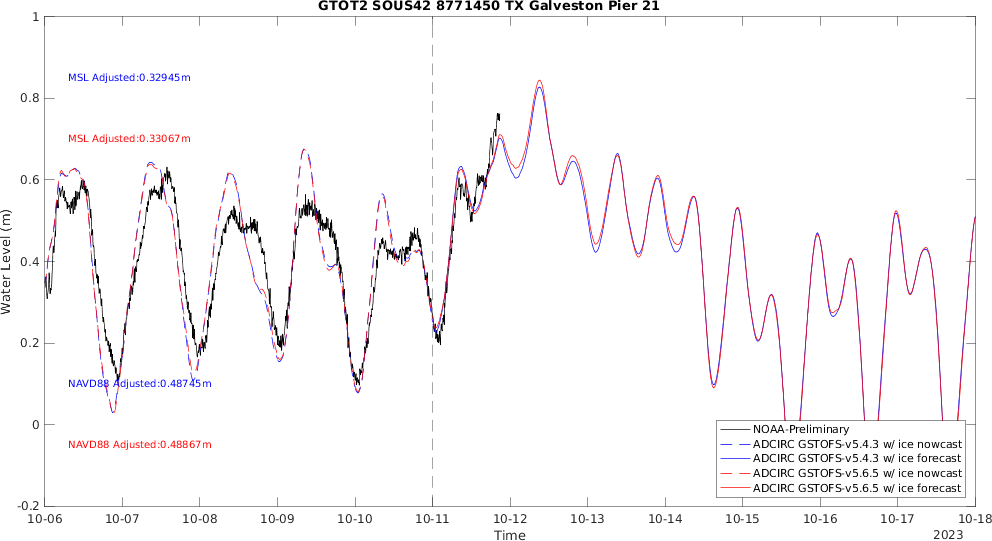 GTOT2 SOUS42 8771450 TX Galveston Pier 21
Water Level (m)
1
0.8
0.6
0.4
0.2
0
-0.2
MSL Adjusted:0.32945m
MSL Adjusted:0.33067m
NAVD88 Adjusted:0.48745m
NAVD88 Adjusted:0.48867m
NOAA-Preliminary
ADCIRC GSTOFS-v5.4.3 w/ ice nowcast
ADCIRC GSTOFS-v5.4.3 w/ ice forecast
ADCIRC GSTOFS-v5.6.5 w/ ice nowcast
ADCIRC GSTOFS-v5.6.5 w/ ice forecast
10-06 10-07 10-08 10-09 10-10 10-11 10-12 10-13 10-14 10-15 10-16 10-17 10-18
Time
2023